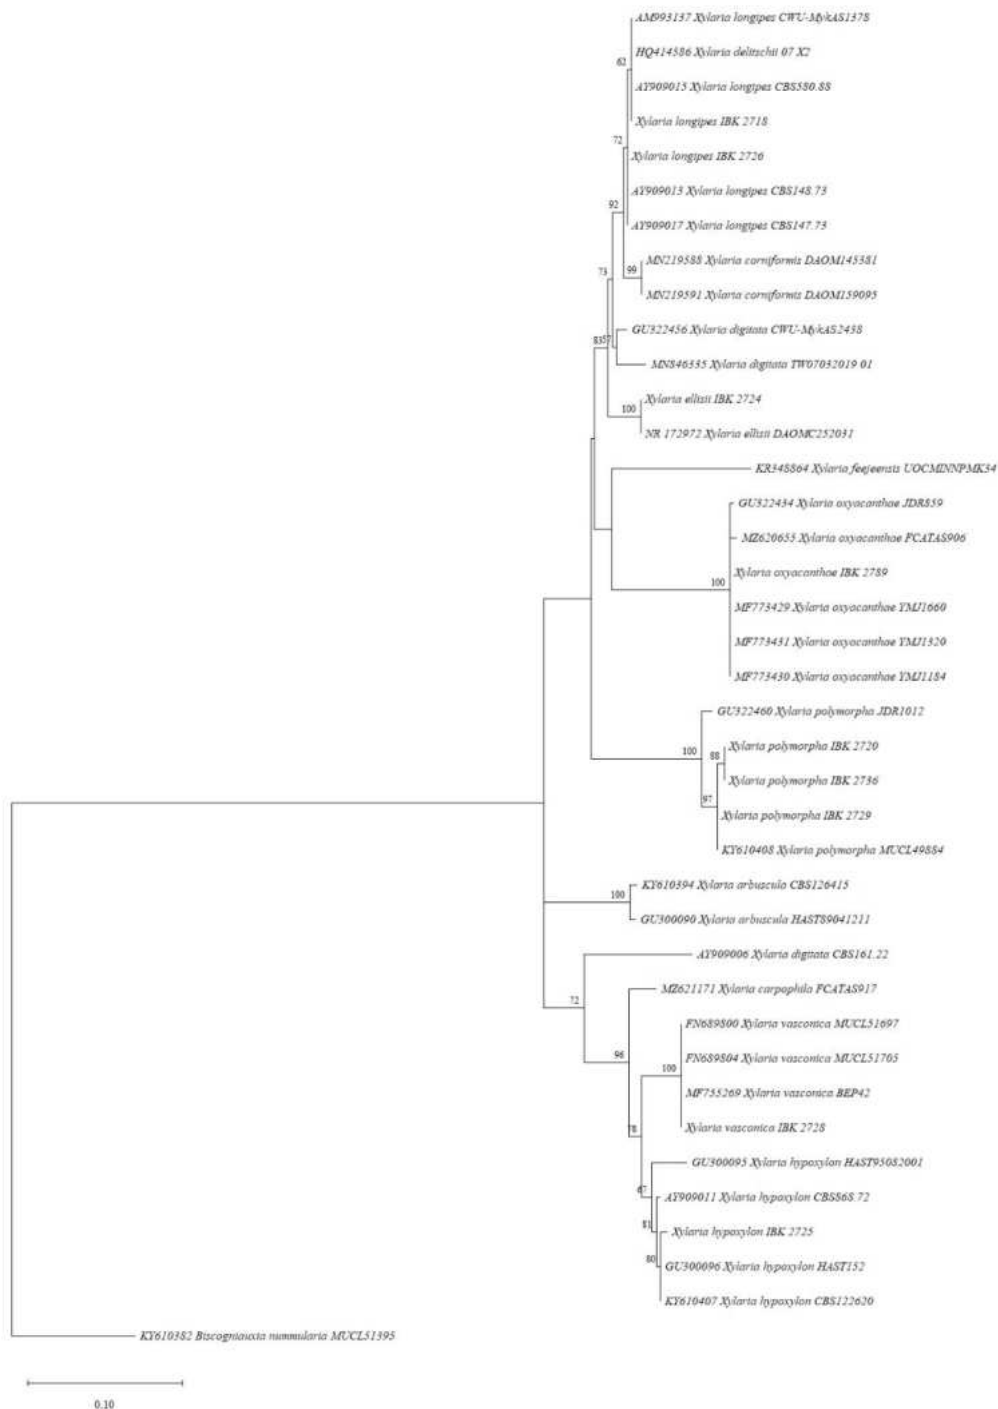 AM993137 Xylaria longipes CWU-MykAS1378
HQ414586 Xylaria delitschii 07 X2
62
AY909015 Xylaria longipes CBS580.88
Xylaria longipes IBK 2718
72
Xylaria longipes IBK 2726
AY909013 Xylaria longipes CBS148.73
92
AY909017 Xylaria longipes CBS147.73
MN219588 Xylaria corniformis DAOM145381
73
99
MN219591 Xylaria corniformis DAOM159095
GU322456 Xylaria digitata CWU-MykAS2438
8357
MN846335 Xylaria digitata TW07032019 01
Xylaria ellisii IBK 2724
100
NR 172972 Xylaria ellisii DAOMC252031
KR348864 Xylaria feejeensis UOCMINNPMK34
GU322434 Xylaria oxyacanthae JDR859
MZ620655 Xylaria oxyacanthae FCATAS906
Xylaria oxyacanthae IBK 2789
100
MF773429 Xylaria oxyacanthae YMJ1660
MF773431 Xylaria oxyacanthae YMJ1320
MF773430 Xylaria oxyacanthae YMJ1184
GU322460 Xylaria polymorpha JDR1012
100
88
Xylaria polymorpha IBK 2720
Xylaria polymorpha IBK 2736
97
Xylaria polymorpha IBK 2729
KY610408 Xylaria polymorpha MUCL49884
KY610394 Xylaria arbuscula CBS126415
100
GU300090 Xylaria arbuscula HAST89041211
AY909006 Xylaria digitata CBS161.22
MZ621171 Xylaria carpophila FCATAS917
72
FN689800 Xylaria vasconica MUCL51697
96
FN689804 Xylaria vasconica MUCL51705
100
MF755269 Xylaria vasconica BEP42
Xylaria vasconica IBK 2728
78
GU300095 Xylaria hypoxylon HAST95082001
67
AY909011 Xylaria hypoxylon CBS868.72
81
Xylaria hypoxylon IBK 2725
80
GU300096 Xylaria hypoxylon HAST152
KY610407 Xylaria hypoxylon CBS122620
KY610382 Biscogniauxia nummularia MUCL51395
0.10